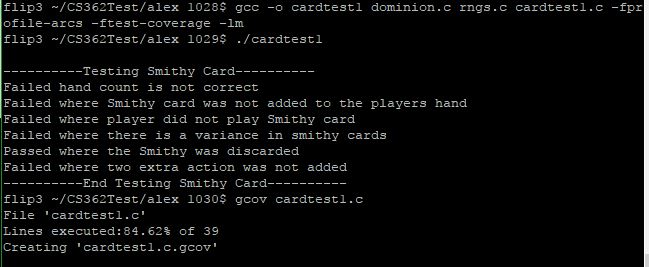 flip3 ~/CS362Test/alex 1028$ gcc -o cardtest1 dominion.c rngs.c cardtest1.c -fpr
ofile-arcs -ftest-coverage -lm
flip3 ~/CS362Test/alex 1029$ ./cardtest1
----------Testing Smithy Card----------
Failed hand count is not correct
Failed where Smithy card was not added to the players hand
Failed where player did not play Smithy card
Failed where there is a variance in smithy cards
Passed where the Smithy was discarded
Failed where two extra action was not added
----------End Testing Smithy Card----------
flip3 ~/CS362Test/alex 1030$ gcov cardtest1.c
File 'cardtest1.c'
Lines executed:84.62% of 39
Creating 'cardtest1.c.gcov'